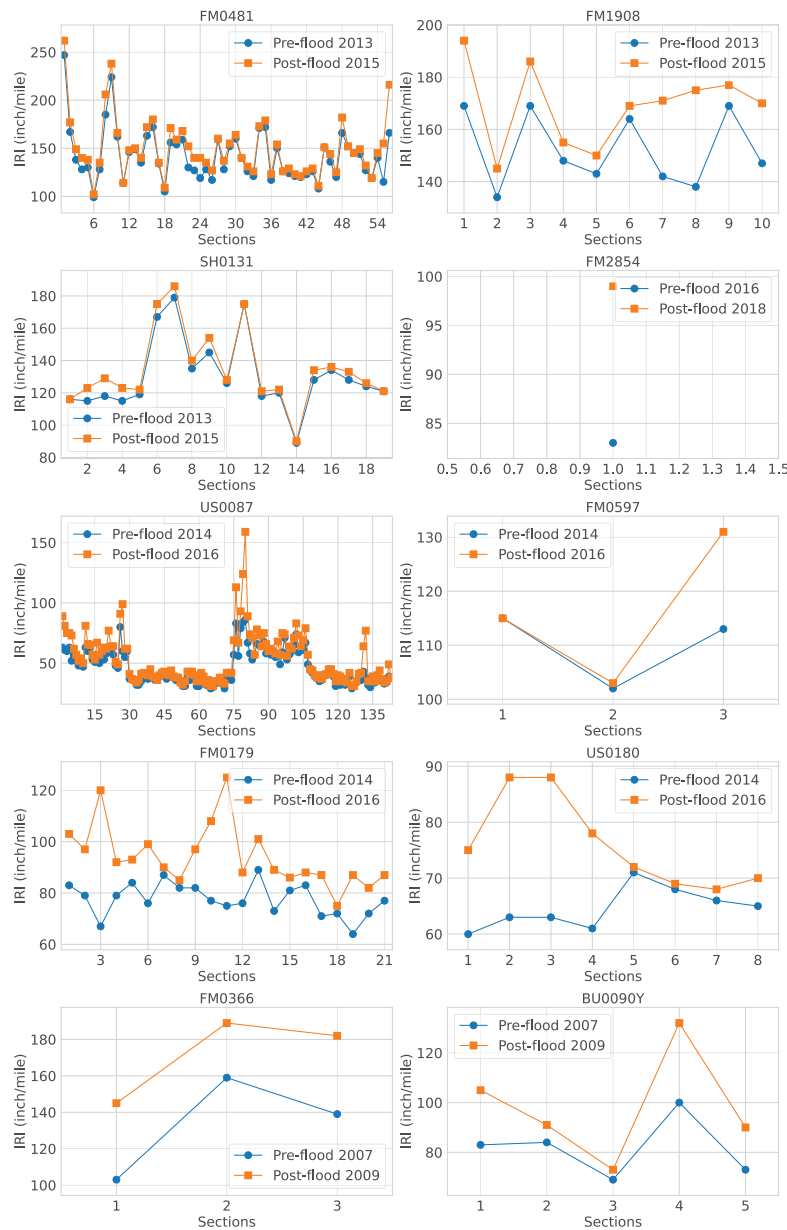 FM0481
IRI (inch/mile)
250
200
150
100
Pre-flood 2013
Post-flood 2015
6 12 18 24 30 36 42 48 54
Sections
FM1908
IRI (inch/mile)
200
180
160
140
Pre-flood 2013
Post-flood 2015
1 2 3 4 5 6 7 8 9 10
Sections
SH0131
IRI (inch/mile)
180
160
140
120
100
80
Pre-flood 2013
Post-flood 2015
2 4 6 8 10 12 14 16 18
Sections
FM2854
IRI (inch/mile)
100
95
90
85
Pre-flood 2016
Post-flood 2018
0.5 0.6 0.7 0.8 0.9 1.0 1.1 1.2 1.3 1.4 1.5
Sections
US0087
IRI (inch/mile)
150
100
50
Pre-flood 2014
Post-flood 2016
15 30 45 60 75 90 105 120 135
Sections
FM0597
IRI (inch/mile)
130
120
110
100
Pre-flood 2014
Post-flood 2016
1 2 3
Sections
FM0179
IRI (inch/mile)
120
100
80
60
Pre-flood 2014
Post-flood 2016
3 6 9 12 15 18 21
Sections
US0180
IRI (inch/mile)
90
80
70
60
Pre-flood 2014
Post-flood 2016
1 2 3 4 5 6 7 8
Sections
FM0366
IRI (inch/mile)
180
160
140
120
100
Pre-flood 2007
Post-flood 2009
1 2 3
Sections
BU0090Y
IRI (inch/mile)
120
100
80
Pre-flood 2007
Post-flood 2009
1 2 3 4 5
Sections